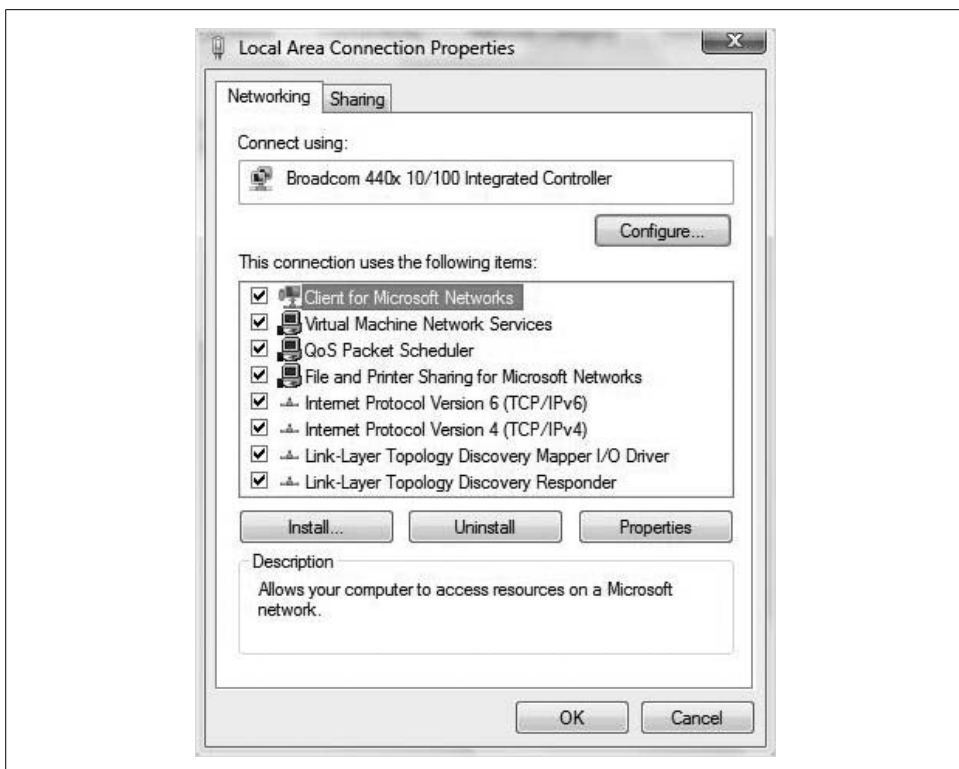 Local Area Connection Properties
Networking Sharing
Connect using:
Broadcom 440x 10/100 Integrated Controller
Configure...
This connection uses the following items:
Client for Microsoft Networks
Virtual Machine Network Services
QoS Packet Scheduler
File and Printer Sharing for Microsoft Networks
Internet Protocol Version 6 (TCP/IPv6)
Internet Protocol Version 4 (TCP/IPv4)
Link-Layer Topology Discovery Mapper I/O Driver
Link-Layer Topology Discovery Responder
Install... Uninstall Properties
Description
Allows your computer to access resources on a Microsoft
network.
OK Cancel